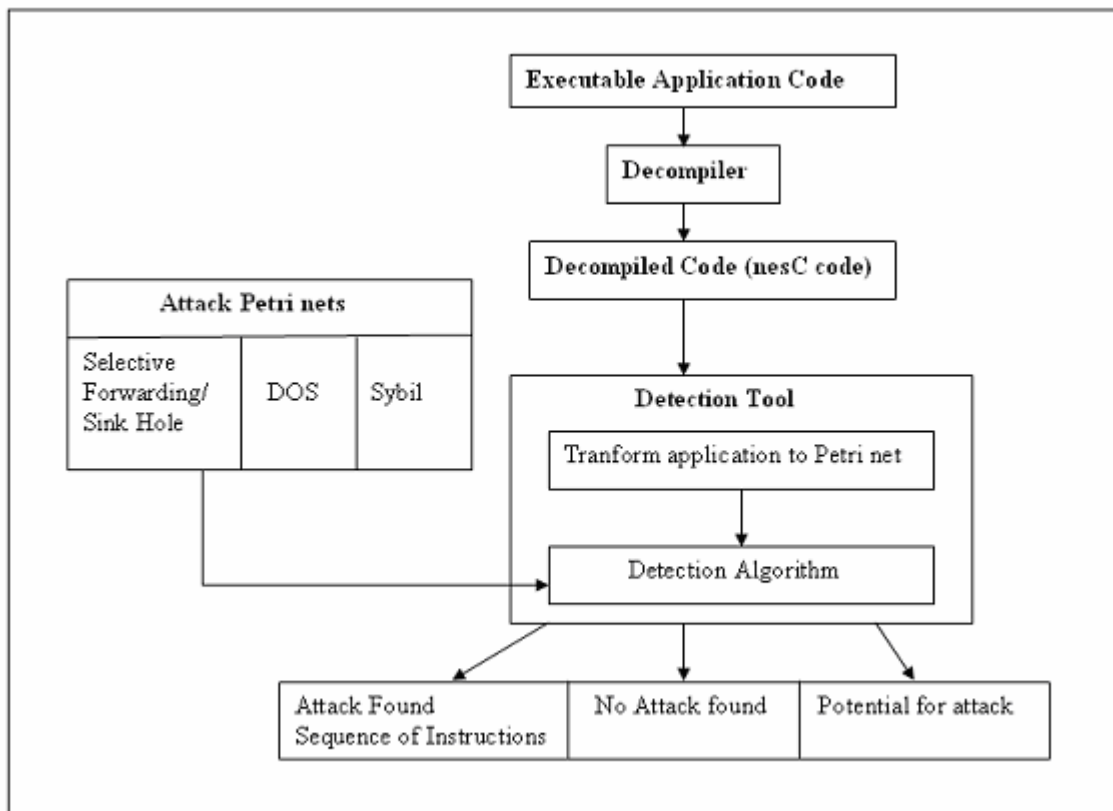 Executable Application Code
Decompiler
Decompiled Code (nesC code)
Attack Petri nets
Selective
Forwarding/
Sink Hole
DOS
Sybil
Detection Tool
Tranform application to Petri net
Detection Algorithm
Attack Found
Sequence of Instructions
No Attack found
Potential for attack